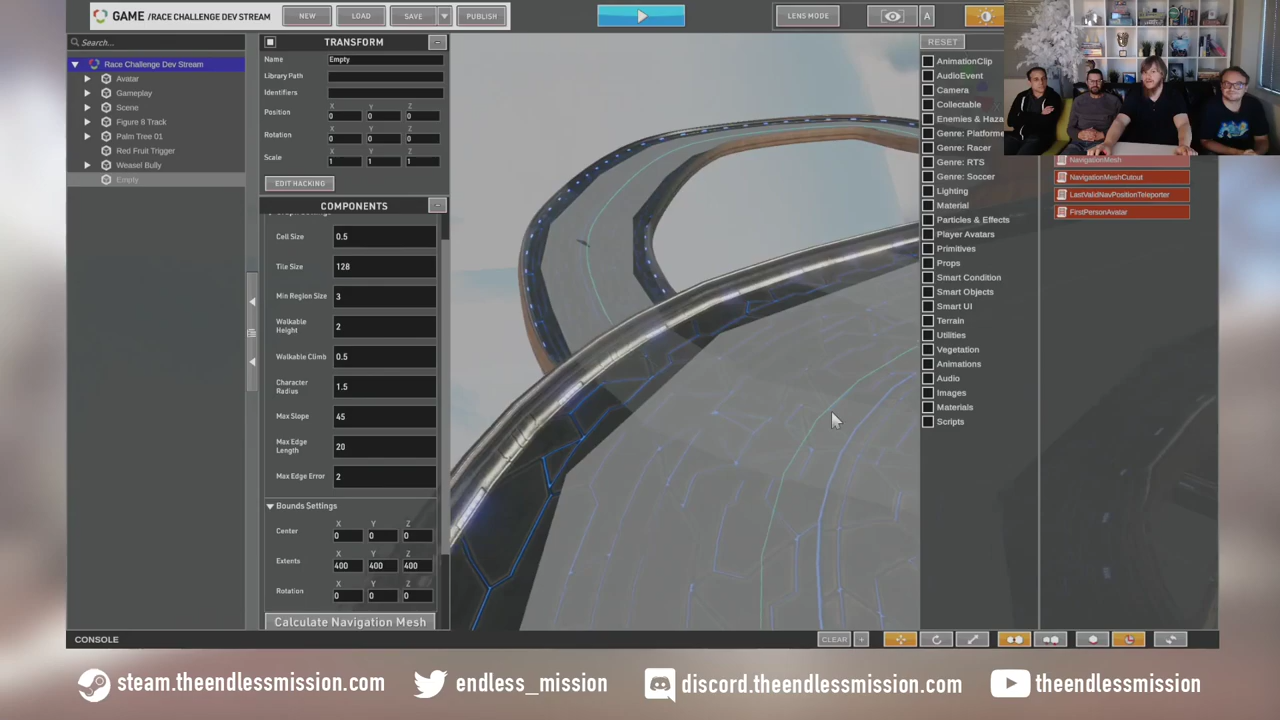 GAME /RACE CHALLENGE DEV STREAM
NEW
LOAD
SAVE
PUBLISH
LENS MODE
A
Search...
Race Challenge Dev Stream
Avatar
Gameplay
Scene
Figure 8 Track
Palm Tree 01
Red Fruit Trigger
Weasel Bully
Empty
TRANSFORM
Name Empty
Library Path
Identifiers
X Y Z
Position 0 0 0
X Y Z
Rotation 0 0 0
X Y Z
Scale 1 1 1
EDIT HACKING
COMPONENTS
Cell Size 0.5
Tile Size 128
Min Region Size 3
Walkable Height 2
Walkable Climb 0.5
Character Radius 1.5
Max Slope 45
Max Edge Length 20
Max Edge Error 2
Bounds Settings
X Y Z
Center 0 0 0
X Y Z
Extents 400 400 400
X Y Z
Rotation 0 0 0
Calculate Navigation Mesh
RESET
AnimationClip
AudioEvent
Camera
Collectable
Enemies & Haza
Genre: Platforme
Genre: Racer
Genre: RTS
Genre: Soccer
Lighting
Material
Particles & Effects
Player Avatars
Primitives
Props
Smart Condition
Smart Objects
Smart UI
Terrain
Utilities
Vegetation
Animations
Audio
Images
Materials
Scripts
NavigationMesh
NavigationMeshCutout
LastValidNavPositionTeleporter
FirstPersonAvatar
CONSOLE
CLEAR
+
steam.theendlessmission.com
endless_mission
discord.theendlessmission.com
theendlessmission